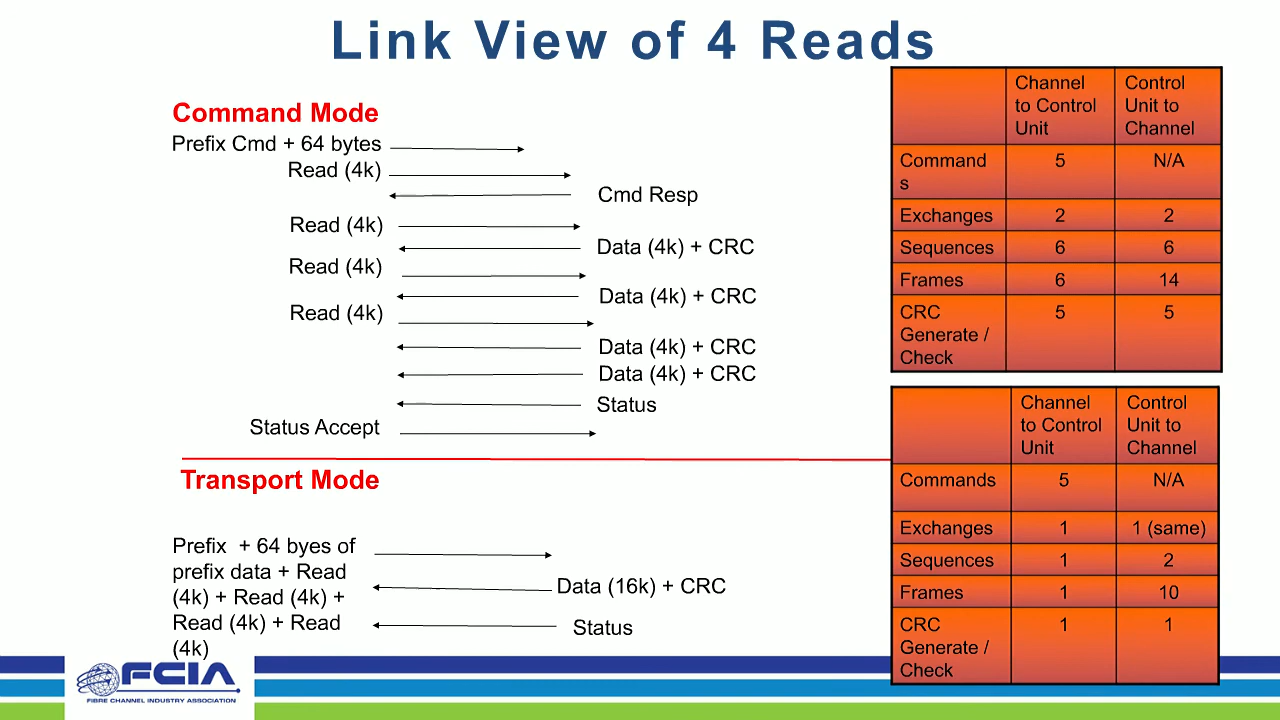 Link View of 4 Reads
Command Mode
Prefix Cmd + 64 bytes
Read (4k)
Cmd Resp
Read (4k)
Data (4k) + CRC
Read (4k)
Data (4k) + CRC
Read (4k)
Data (4k) + CRC
Data (4k) + CRC
Status
Status Accept
Channel to Control Unit
Control Unit to Channel
Commands 5 N/A
Exchanges 2 2
Sequences 6 6
Frames 6 14
CRC Generate / Check 5 5
Transport Mode
Prefix + 64 byes of
prefix data + Read
(4k) + Read (4k) +
Read (4k) + Read
(4k)
Data (16k) + CRC
Status
Channel to Control Unit
Control Unit to Channel
Commands 5 N/A
Exchanges 1 1 (same)
Sequences 1 2
Frames 1 10
CRC Generate / Check 1 1
FCIA
FIBRE CHANNEL INDUSTRY ASSOCIATION